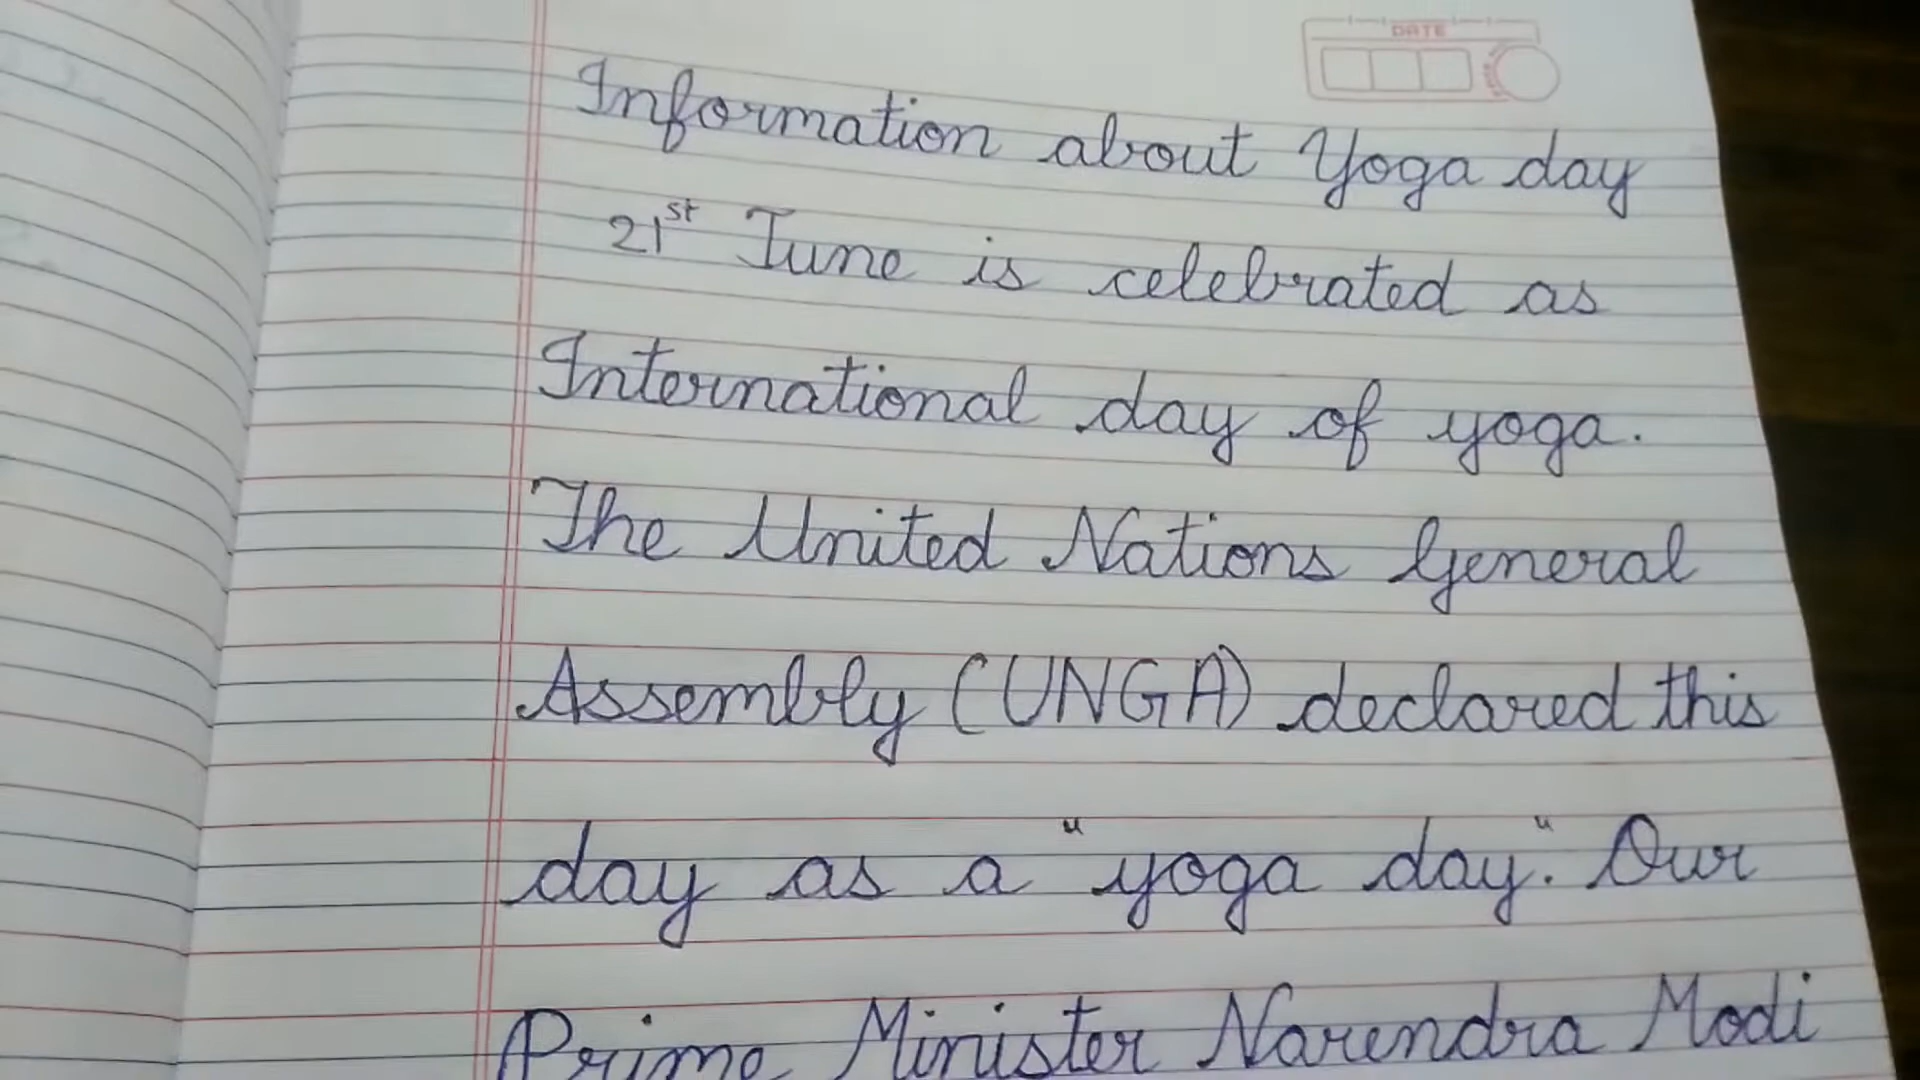 DATE
Information about Yoga day
21st June is celebrated as
International day of yoga.
The United Nations General
Assembly (UNGA) declared this
day as a "yoga day". Our
Prime Minister Narendra Modi